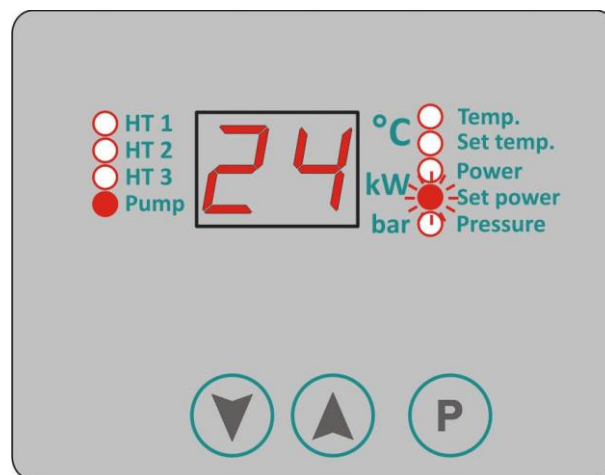 HT 1
HT 2
HT 3
Pump
24
°C
kW
bar
Temp.
Set temp.
Power
Set power
Pressure
P